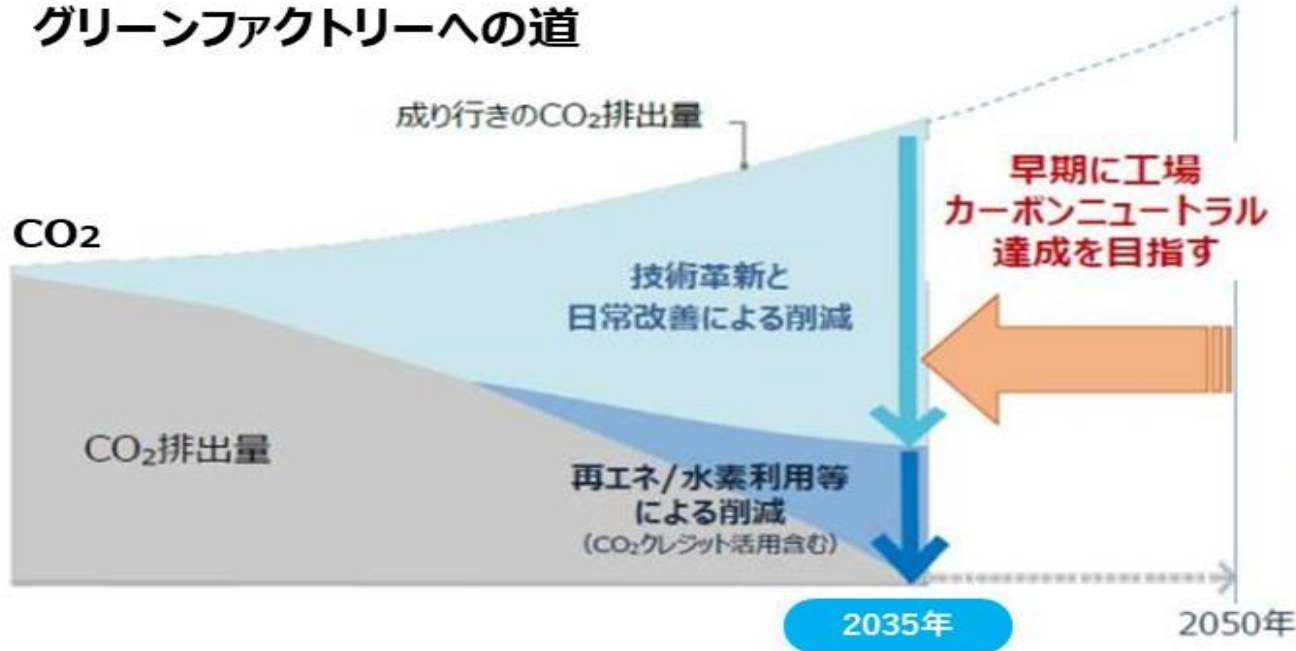 グリーンファクトリーへの道
成り行きのCO₂排出量
CO₂
早期に工場
カーボンニュートラル
達成を目指す
技術革新と
日常改善による削減
CO₂排出量
再エネ/水素利用等
による削減
(CO₂クレジット活用含む)
2035年
2050年